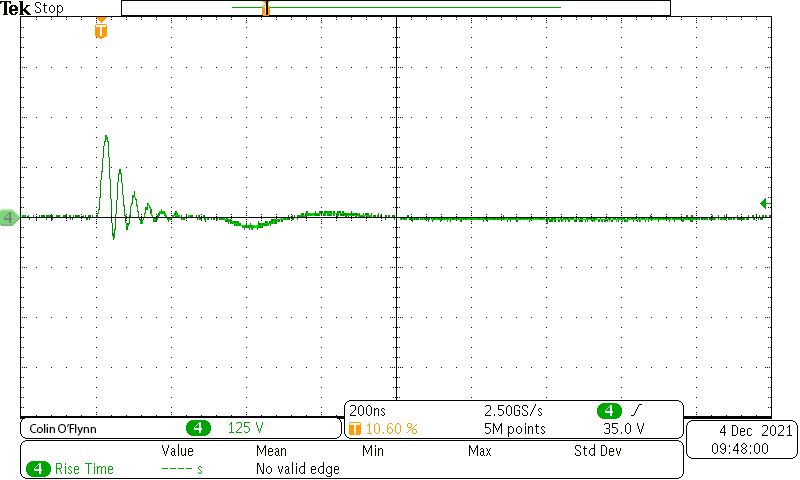 Tek Stop
T
T
4
200ns 2.50GS/s 4
Colin O'Flynn 4 125 V T 10.60 % 5M points 35.0 V
4 Dec 2021
09:48:00
Value Mean Min Max Std Dev
4 Rise Time ---- s No valid edge